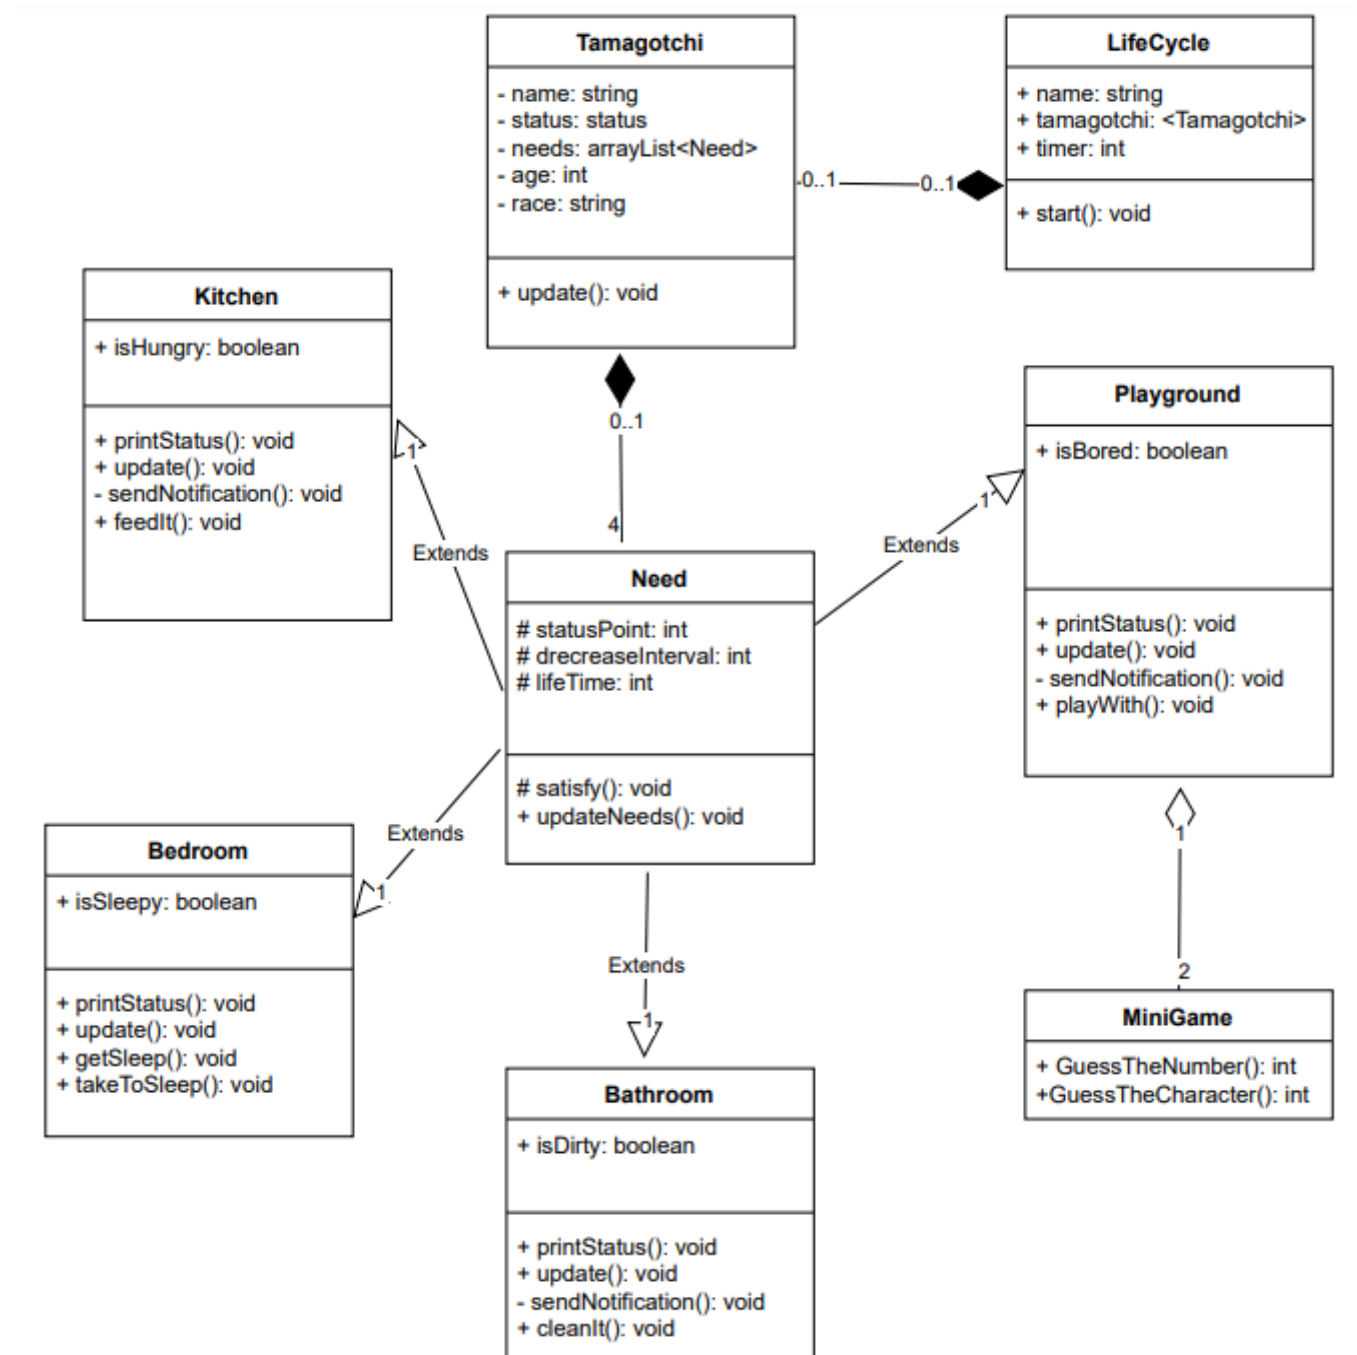 Tamagotchi
- name: string
- status: status
- needs: arrayList<Need>
- age: int
- race: string
+ update(): void
LifeCycle
+ name: string
+ tamagotchi: <Tamagotchi>
+ timer: int
+ start(): void
0..1
0..1
Kitchen
+ isHungry: boolean
+ printStatus(): void
+ update(): void
- sendNotification(): void
+ feedIt(): void
0..1
4
1
Extends
Playground
+ isBored: boolean
+ printStatus(): void
+ update(): void
- sendNotification(): void
+ playWith(): void
1
Extends
Need
# statusPoint: int
# drecreaseInterval: int
# lifeTime: int
# satisfy(): void
+ updateNeeds(): void
Extends
1
Bedroom
+ isSleepy: boolean
+ printStatus(): void
+ update(): void
+ getSleep(): void
+ takeToSleep(): void
Extends
1
1
2
MiniGame
+ GuessTheNumber(): int
+GuessTheCharacter(): int
Bathroom
+ isDirty: boolean
+ printStatus(): void
+ update(): void
- sendNotification(): void
+ cleanIt(): void